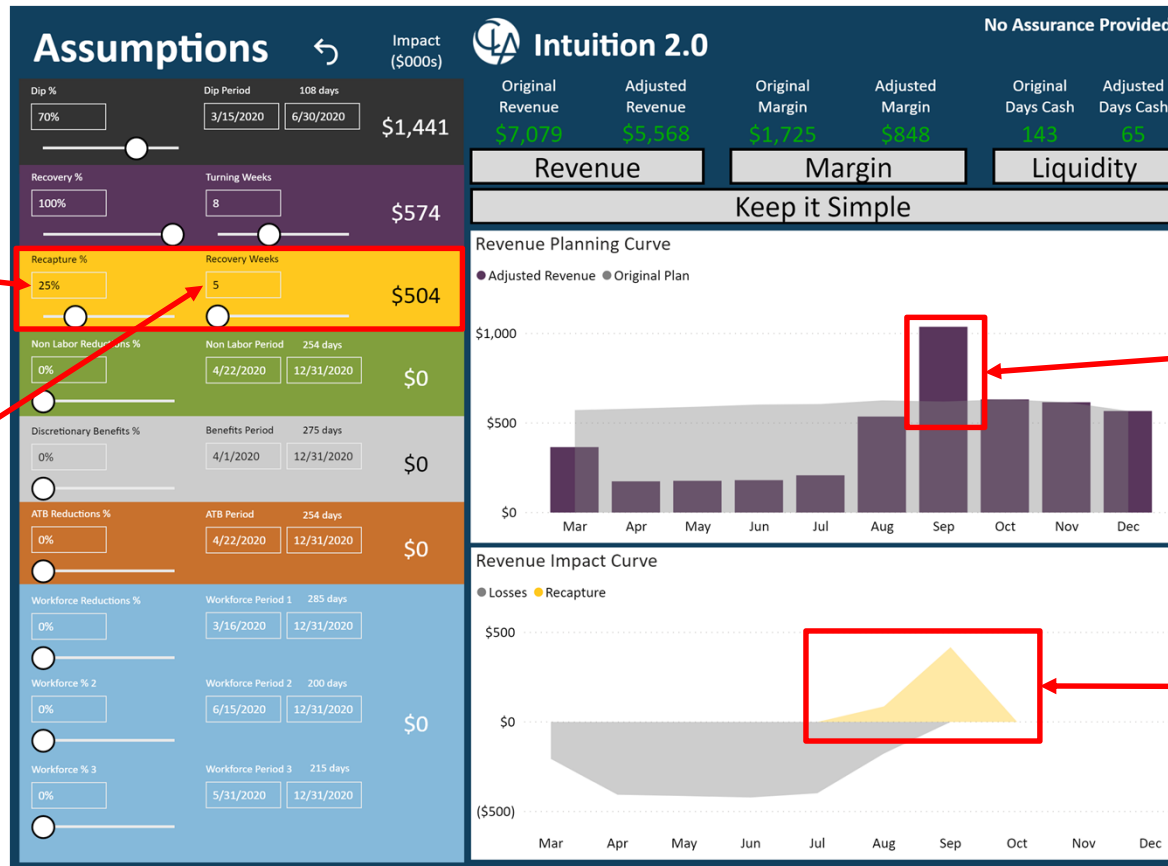 Assumptions
Impact
($000s)
Dip %
Dip Period
108 days
70%
3/15/2020
6/30/2020
$1,441
Recovery %
Turning Weeks
100%
8
$574
Recapture %
Recovery Weeks
25%
5
$504
Non Labor Reductions %
Non Labor Period
254 days
0%
4/22/2020
12/31/2020
$0
Discretionary Benefits %
Benefits Period
275 days
0%
4/1/2020
12/31/2020
$0
ATB Reductions %
ATB Period
254 days
0%
4/22/2020
12/31/2020
$0
Workforce Reductions %
Workforce Period 1
285 days
0%
3/16/2020
12/31/2020
Workforce % 2
Workforce Period 2
200 days
0%
6/15/2020
12/31/2020
$0
Workforce % 3
Workforce Period 3
215 days
0%
5/31/2020
12/31/2020
CLA
Intuition 2.0
No Assurance Provided
Original
Revenue
Adjusted
Revenue
Original
Margin
Adjusted
Margin
Original
Days Cash
Adjusted
Days Cash
$7,079
$5,568
$1,725
$848
143
65
Revenue
Margin
Liquidity
Keep it Simple
Revenue Planning Curve
Adjusted Revenue
Original Plan
$1,000
$500
$0
Mar
Apr
May
Jun
Jul
Aug
Sep
Oct
Nov
Dec
Revenue Impact Curve
Losses
Recapture
$500
$0
($500)
Mar
Apr
May
Jun
Jul
Aug
Sep
Oct
Nov
Dec